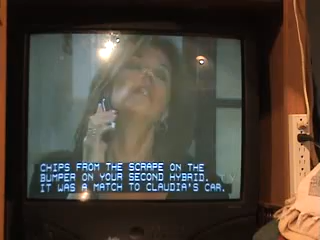 CHIPS FROM THE SCRAPE ON THE
BUMPER ON YOUR SECOND HYBRID.
IT WAS A MATCH TO CLAUDIA'S CAR.